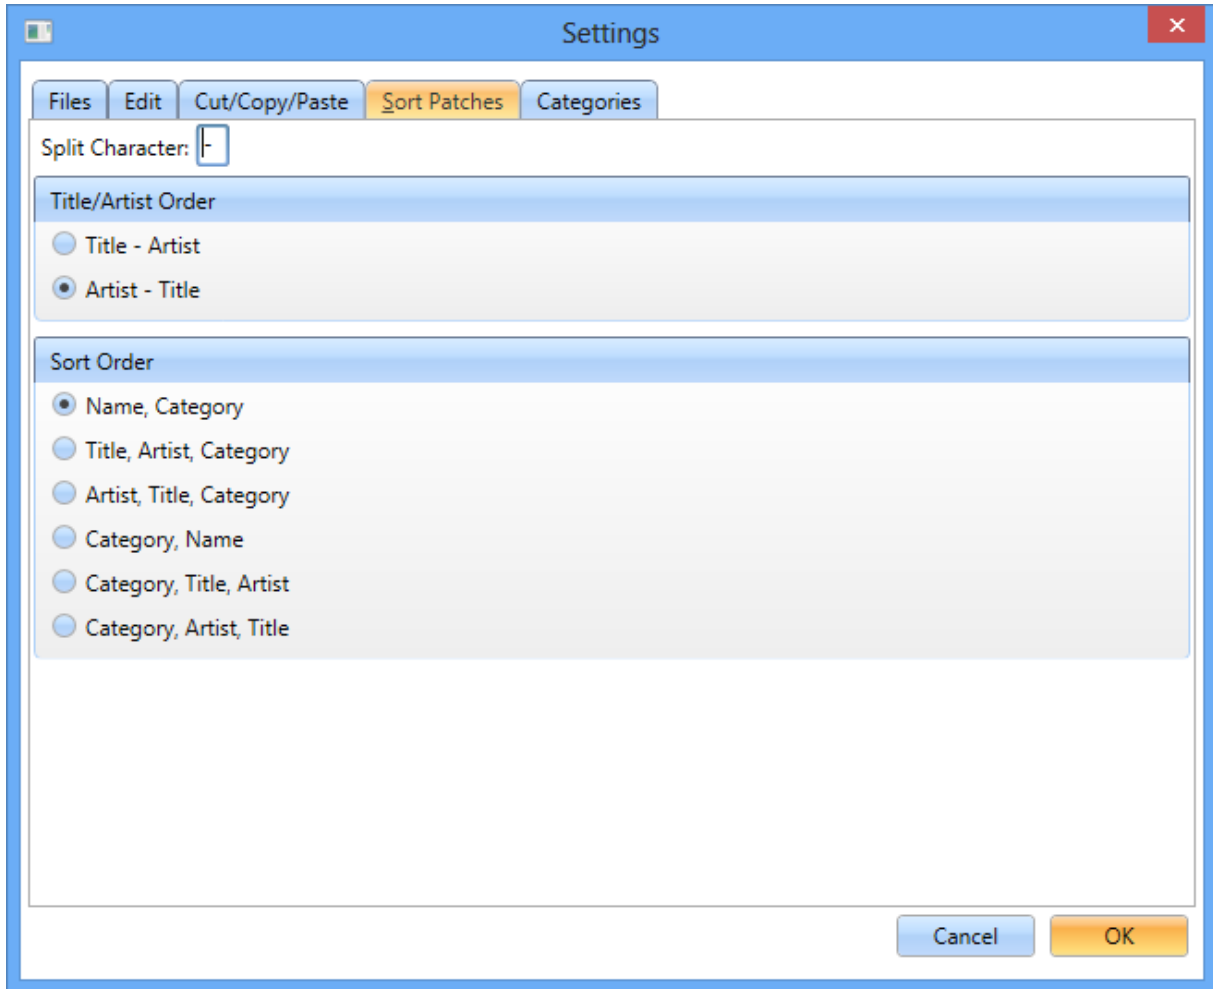 Settings
Files Edit Cut/Copy/Paste Sort Patches Categories
Split Character: -
Title/Artist Order
Title - Artist
Artist - Title
Sort Order
Name, Category
Title, Artist, Category
Artist, Title, Category
Category, Name
Category, Title, Artist
Category, Artist, Title
Cancel OK